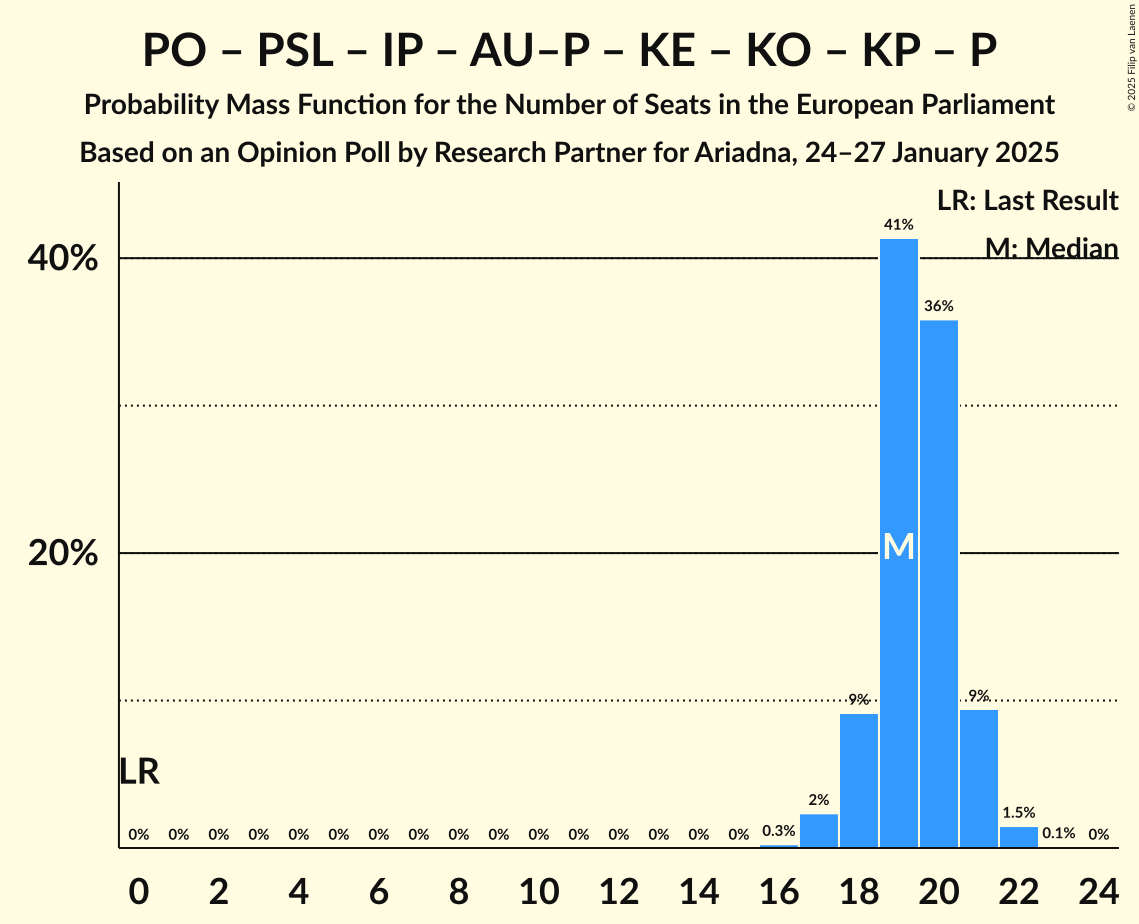 PO – PSL – IP – AU–P – KE – KO – KP – P
Probability Mass Function for the Number of Seats in the European Parliament
Based on an Opinion Poll by Research Partner for Ariadna, 24–27 January 2025
© 2025 Filip van Laenen
LR: Last Result
M: Median
40%
20%
41%
36%
M
9%
9%
LR
0% 0% 0% 0% 0% 0% 0% 0% 0% 0% 0% 0% 0% 0% 0% 0% 0.3% 2% 1.5% 0.1% 0%
0 2 4 6 8 10 12 14 16 18 20 22 24